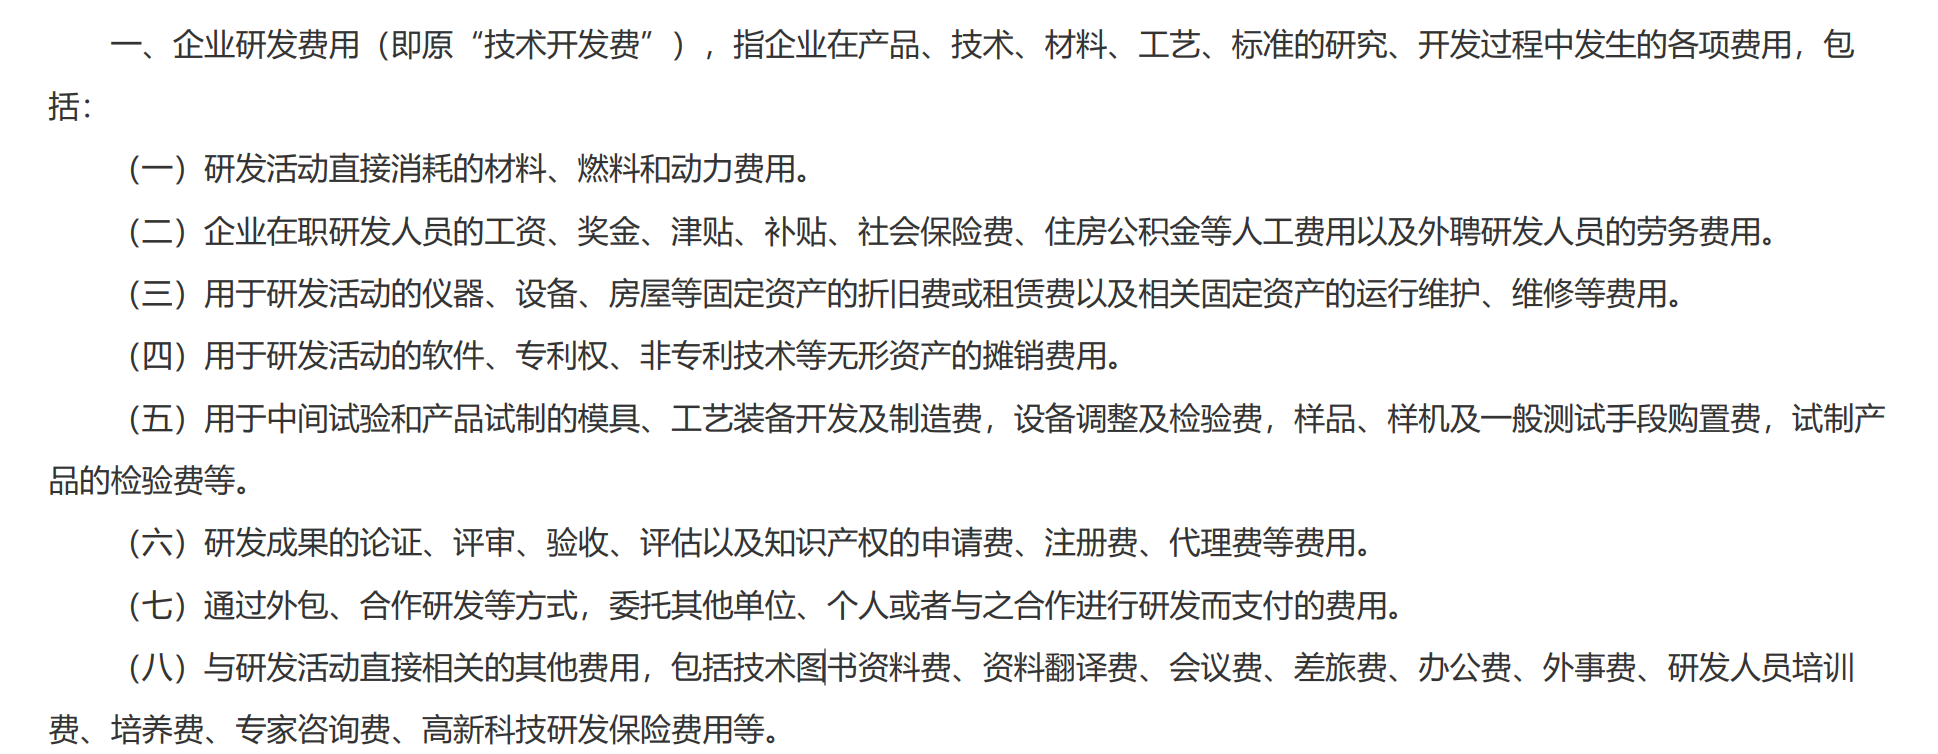 一、企业研发费用（即原“技术开发费”），指企业在产品、技术、材料、工艺、标准的研究、开发过程中发生的各项费用，包
括：
（一）研发活动直接消耗的材料、燃料和动力费用。
（二）企业在职研发人员的工资、奖金、津贴、补贴、社会保险费、住房公积金等人工费用以及外聘研发人员的劳务费用。
（三）用于研发活动的仪器、设备、房屋等固定资产的折旧费或租赁费以及相关固定资产的运行维护、维修等费用。
（四）用于研发活动的软件、专利权、非专利技术等无形资产的摊销费用。
（五）用于中间试验和产品试制的模具、工艺装备开发及制造费，设备调整及检验费，样品、样机及一般测试手段购置费，试制产
品的检验费等。
（六）研发成果的论证、评审、验收、评估以及知识产权的申请费、注册费、代理费等费用。
（七）通过外包、合作研发等方式，委托其他单位、个人或者与之合作进行研发而支付的费用。
（八）与研发活动直接相关的其他费用，包括技术图书资料费、资料翻译费、会议费、差旅费、办公费、外事费、研发人员培训
费、培养费、专家咨询费、高新科技研发保险费用等。